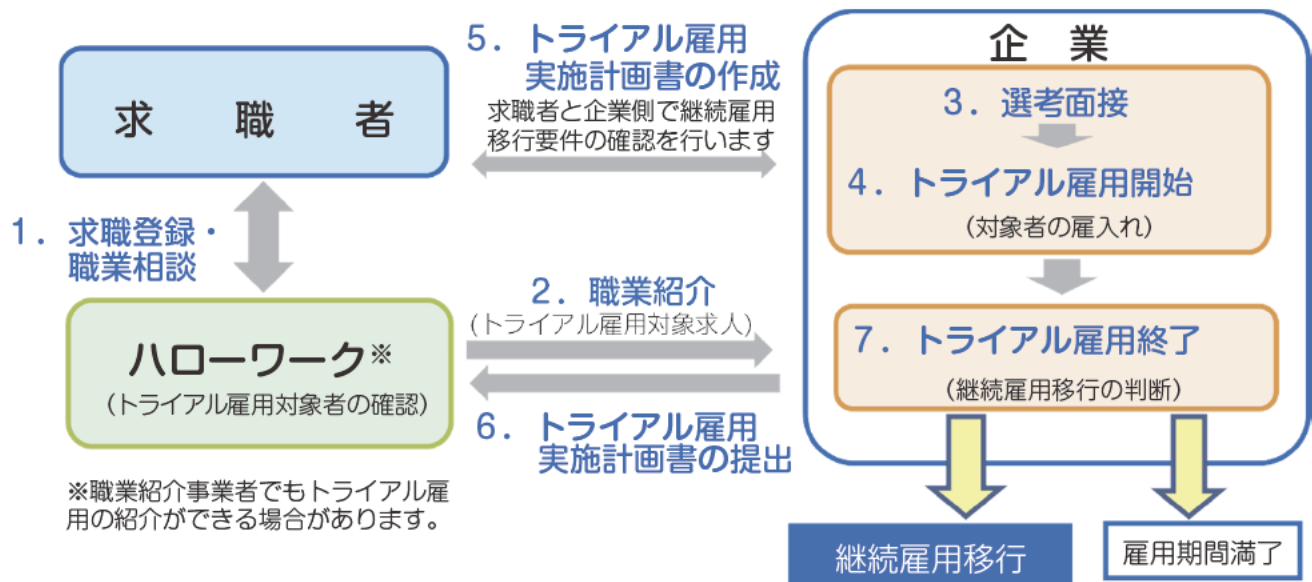 求　職　者
1．求職登録・
職業相談
ハローワーク※
（トライアル雇用対象者の確認）
※職業紹介事業者でもトライアル雇
用の紹介ができる場合があります。
5．トライアル雇用
実施計画書の作成
求職者と企業側で継続雇用
移行要件の確認を行います
2．職業紹介
（トライアル雇用対象求人）
6．トライアル雇用
実施計画書の提出
企　業
3．選考面接
4．トライアル雇用開始
（対象者の雇入れ）
7．トライアル雇用終了
（継続雇用移行の判断）
継続雇用移行
雇用期間満了